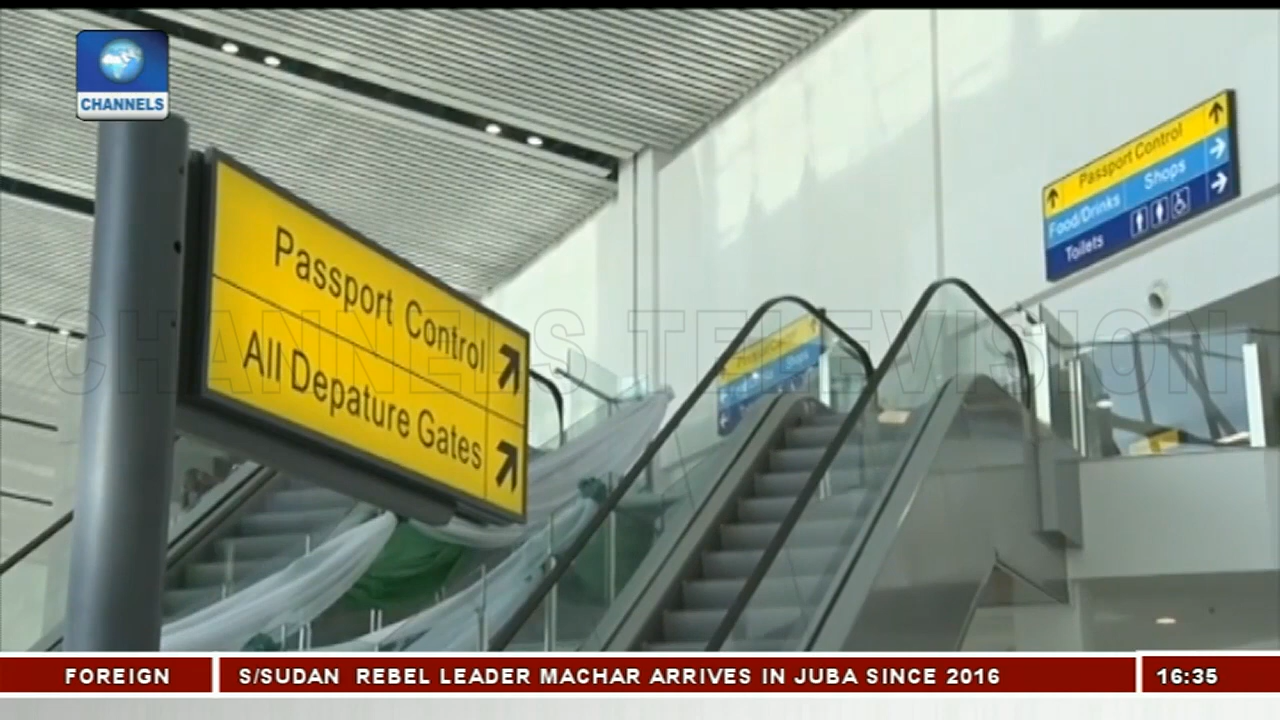 CHANNELS
Passport Control
All Depature Gates
Passport Control
Food/Drinks Shops
Toilets
Shops
CHANNELS TELEVISION
FOREIGN
S/SUDAN REBEL LEADER MACHAR ARRIVES IN JUBA SINCE 2016
16:35